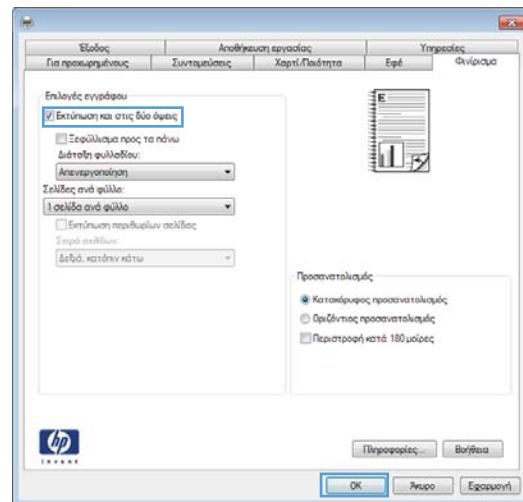 Έξοδος Αποθήκευση εργασίας Υπηρεσίες
Για προχωρημένους Συντομεύσεις Χαρτί/Ποιότητα Εφέ Φινίρισμα
Επιλογές εγγράφου
Εκτύπωση και στις δύο όψεις
Ξεφύλλισμα προς τα πάνω
Διάταξη φυλλαδίου:
Απενεργοποίηση
Σελίδες ανά φύλλο:
1 σελίδα ανά φύλλο
Εκτύπωση περιθωρίων σελίδας
Σειρά σελίδων:
Δεξιά, κατόπιν κάτω
E
Προσανατολισμός
Κατακόρυφος προσανατολισμός
Οριζόντιος προσανατολισμός
Περιστροφή κατά 180 μοίρες
hp
invent
Πληροφορίες... Βοήθεια
OK Άκυρο Εφαρμογή